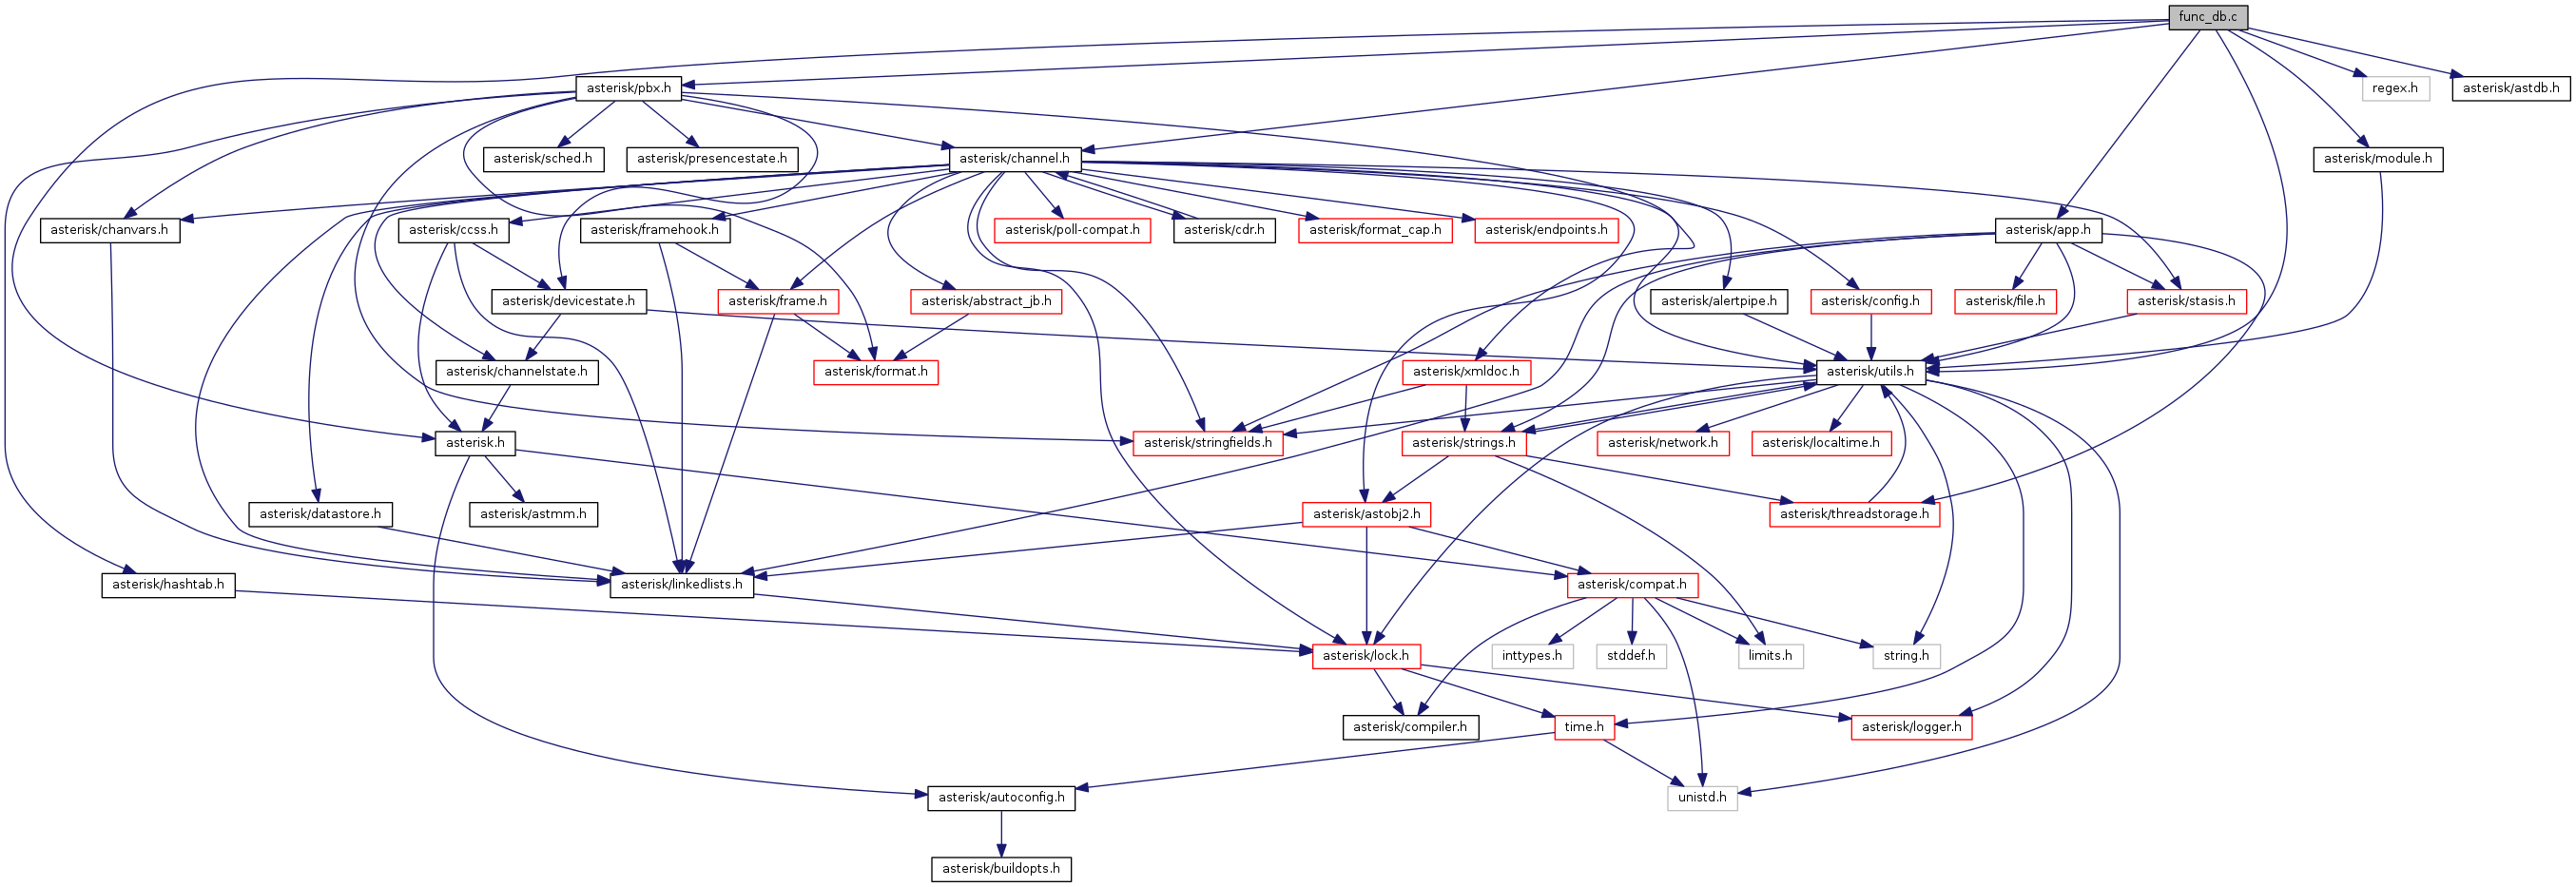 func_db.c
asterisk/pbx.h
regex.h
asterisk/astdb.h
asterisk/sched.h
asterisk/presencestate.h
asterisk/channel.h
asterisk/module.h
asterisk/chanvars.h
asterisk/ccss.h
asterisk/framehook.h
asterisk/poll-compat.h
asterisk/cdr.h
asterisk/format_cap.h
asterisk/endpoints.h
asterisk/app.h
asterisk/devicestate.h
asterisk/frame.h
asterisk/abstract_jb.h
asterisk/alertpipe.h
asterisk/config.h
asterisk/file.h
asterisk/stasis.h
asterisk/channelstate.h
asterisk/format.h
asterisk/xmldoc.h
asterisk/utils.h
asterisk.h
asterisk/stringfields.h
asterisk/strings.h
asterisk/network.h
asterisk/localtime.h
asterisk/datastore.h
asterisk/astmm.h
asterisk/astobj2.h
asterisk/threadstorage.h
asterisk/hashtab.h
asterisk/linkedlists.h
asterisk/compat.h
asterisk/lock.h
inttypes.h
stddef.h
limits.h
string.h
asterisk/compiler.h
time.h
asterisk/logger.h
asterisk/autoconfig.h
unistd.h
asterisk/buildopts.h